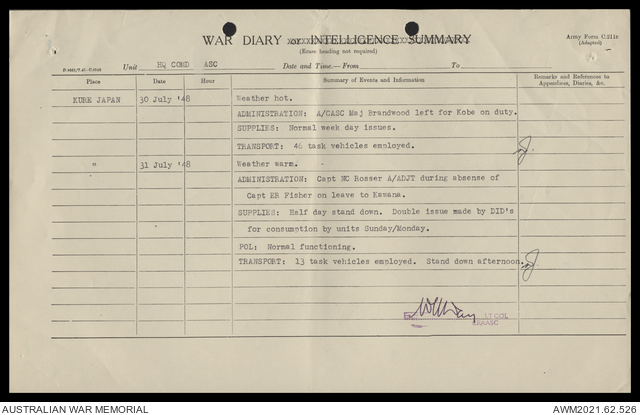 WAR DIARY or INTELLIGENCE SUMMARY
Army Form C.2118
(Adapted)
(Erase heading not required)
Unit HQ COMD ASC Date and Time.— From To
Place Date Hour Summary of Events and Information Remarks and References to
Appendices, Diaries, &c.
KURE JAPAN 30 July '48 Weather hot.
ADMINISTRATION: A/CASC Maj Brandwood left for Kobe on duty.
SUPPLIES: Normal week day issues.
TRANSPORT: 46 task vehicles employed.
" 31 July '48 Weather warm.
ADMINISTRATION: Capt NC Rosser A/ADJT during absense of
Capt ER Fisher on leave to Kawana.
SUPPLIES: Half day stand down. Double issue made by DID's
for consumption by units Sunday/Monday.
POL: Normal functioning.
TRANSPORT: 13 task vehicles employed. Stand down afternoon.
LT COL
AUSTRALIAN WAR MEMORIAL AWM2021.62.526